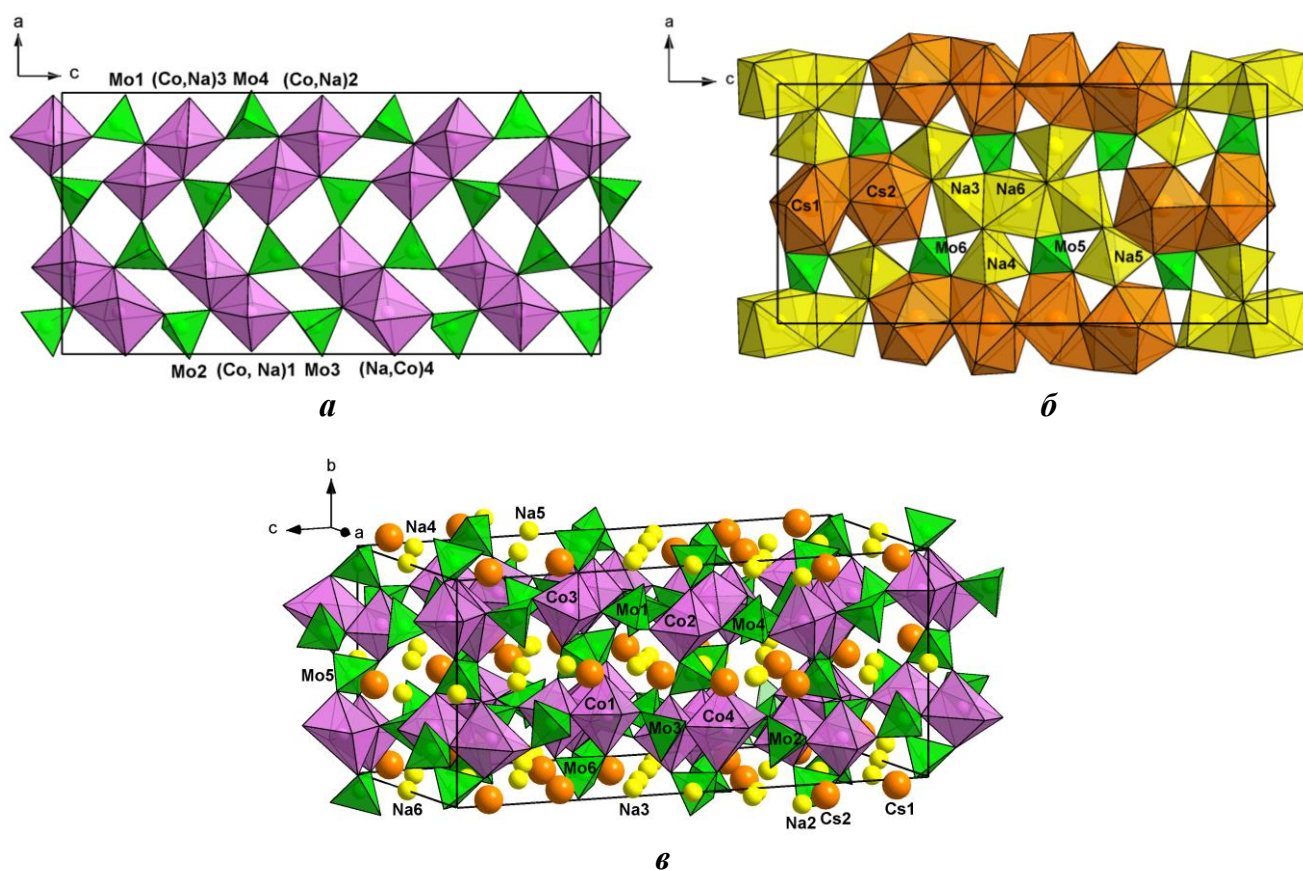 a
c
Mo1 (Co,Na)3 Mo4 (Co,Na)2
Mo2 (Co, Na)1 Mo3 (Na,Co)4
а
a
c
Na3 Na6
Cs1 Cs2
Mo6 Mo5
Na4 Na5
б
b
c a
Na4 Na5
Co3
Mo1
Co2
Mo4
Mo5
Co1
Co4
Mo3
Mo2
Mo6
Na6 Na3 Na2 Cs2 Cs1
в